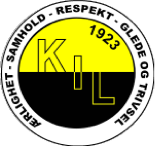 ÆRLIGHET - SAMHOLD - RESPEKT - GLEDE OG TRIVSEL
1923
KIL